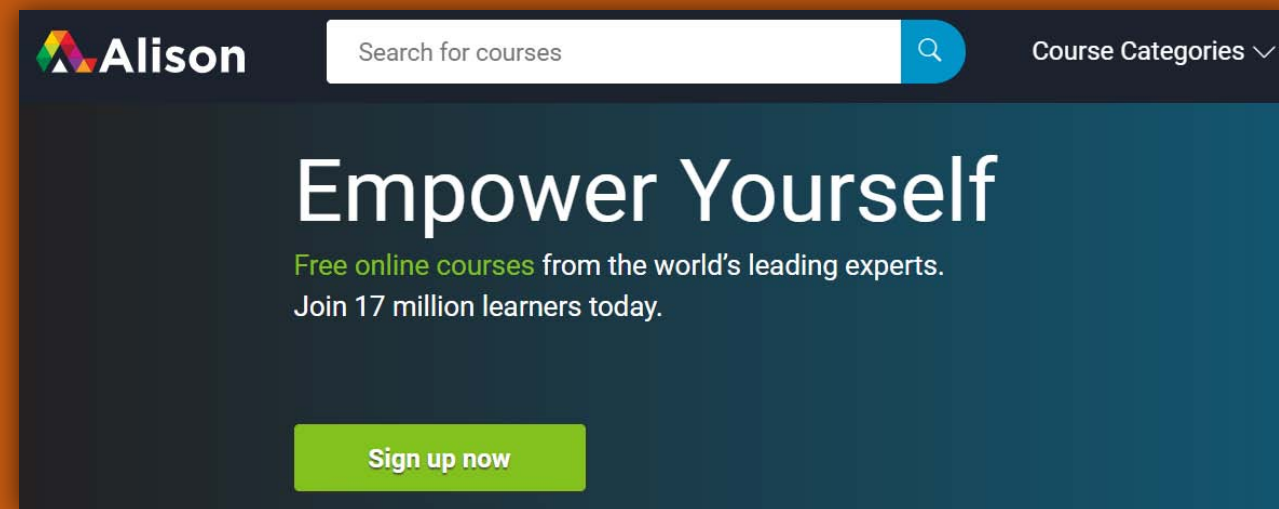 Alison
Search for courses
Course Categories
Empower Yourself
Free online courses from the world’s leading experts.
Join 17 million learners today.
Sign up now